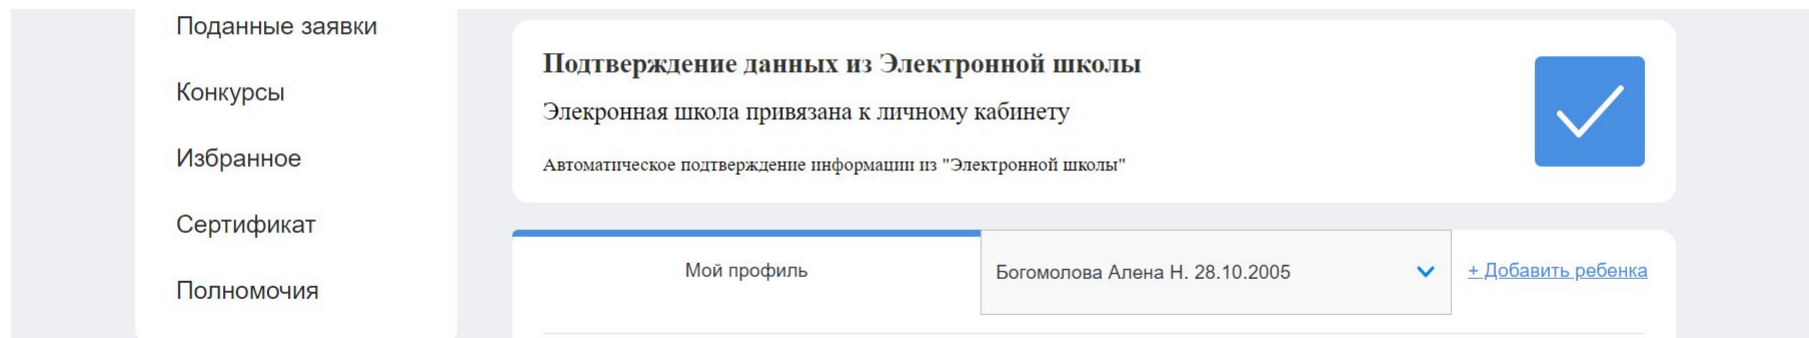 Поданные заявки
Конкурсы
Избранное
Сертификат
Полномочия
Подтверждение данных из Электронной школы
Элекронная школа привязана к личному кабинету
Автоматическое подтверждение информации из "Электронной школы"
Мой профиль
Богомолова Алена Н. 28.10.2005
+ Добавить ребенка